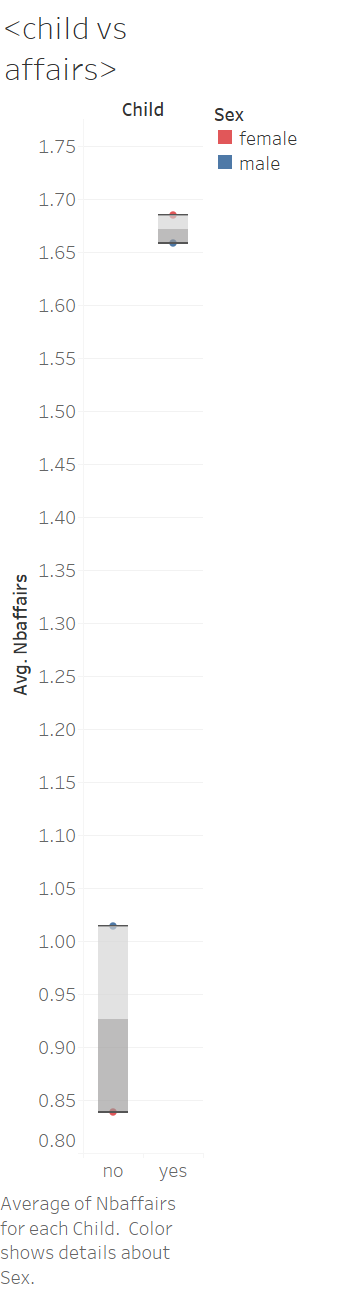 <child vs
affairs>
Child
Sex
female
male
1.75
1.70
1.65
1.60
1.55
1.50
1.45
1.40
1.35
1.30
1.25
1.20
1.15
1.10
1.05
1.00
0.95
0.90
0.85
0.80
Avg. Nbaffairs
no yes
Average of Nbaffairs
for each Child.  Color
shows details about
Sex.